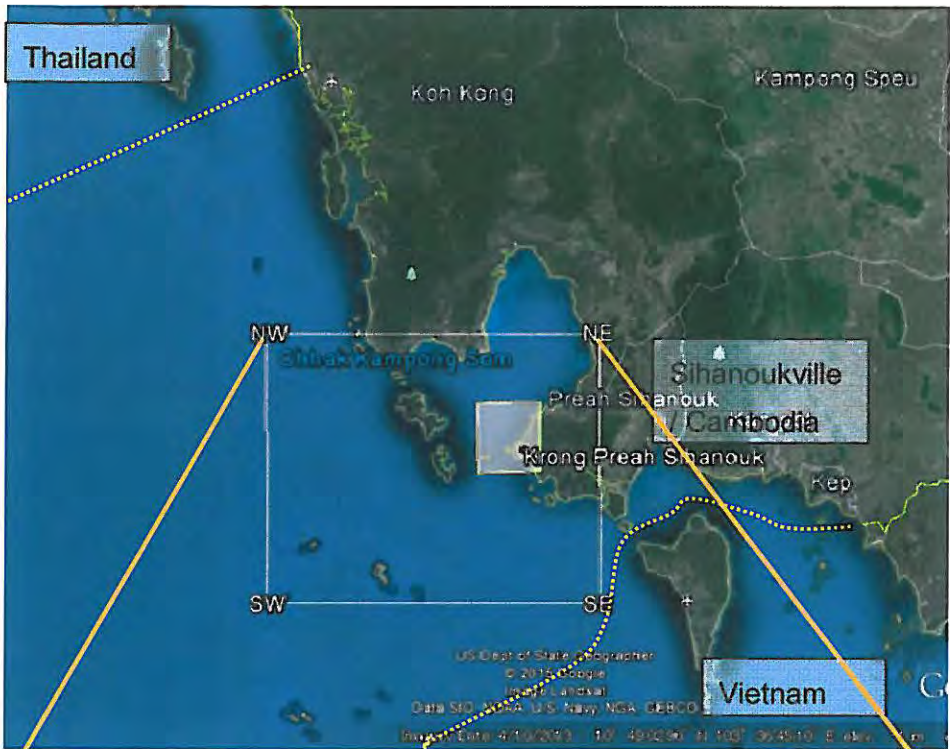 Thailand
Koh Kong
Kampong Speu
NW
NE
Chhak Kampong Som
Sihanoukville
/ Cambodia
Preah Sihanouk
Krong Preah Sihanouk
Kep
SW
SE
US Dept of State Geographer
© 2015 Google
Image Landsat
Data SIO, NOAA, U.S. Navy, NGA, GEBCO
Vietnam
G